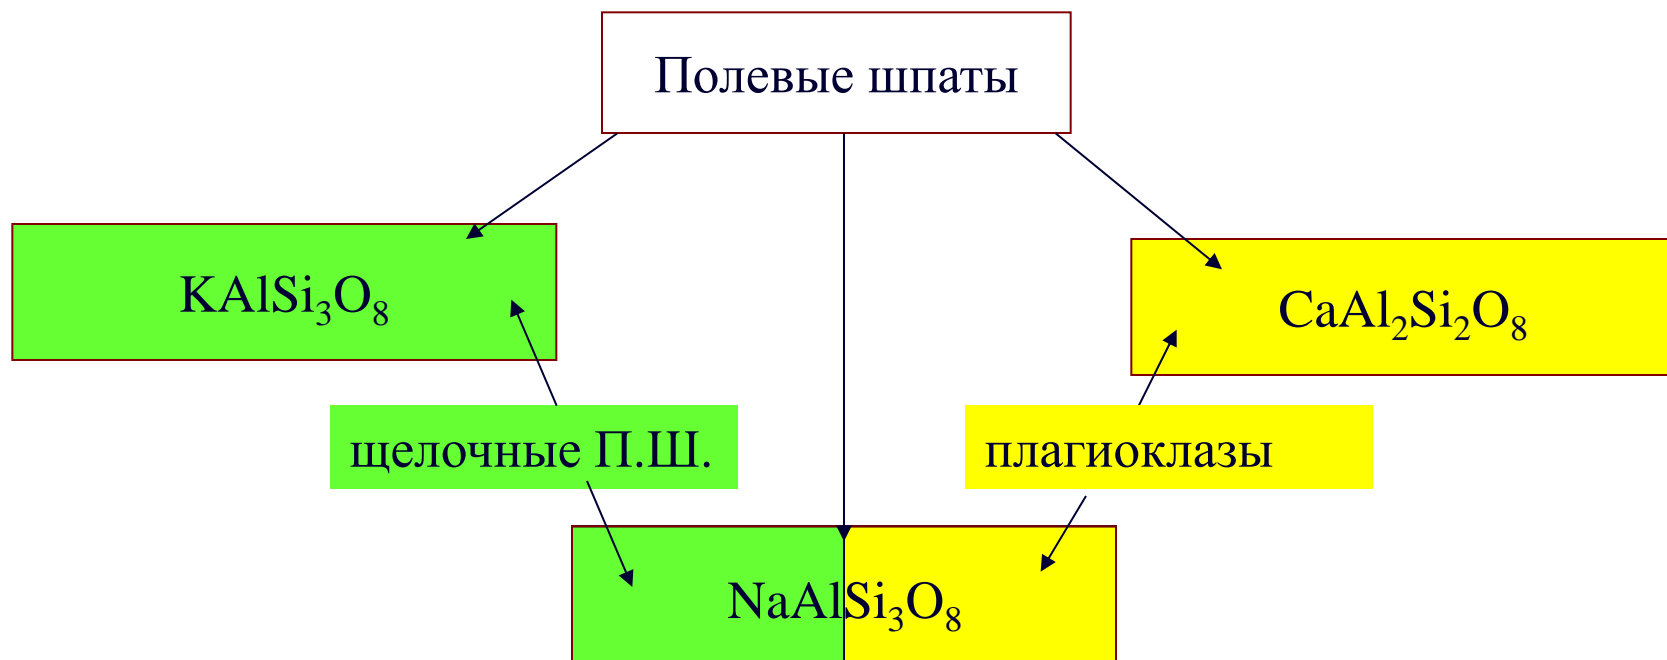 Полевые шпаты
KAlSi₃O₈
CaAl₂Si₂O₈
щелочные П.Ш.
плагиоклазы
NaAlSi₃O₈